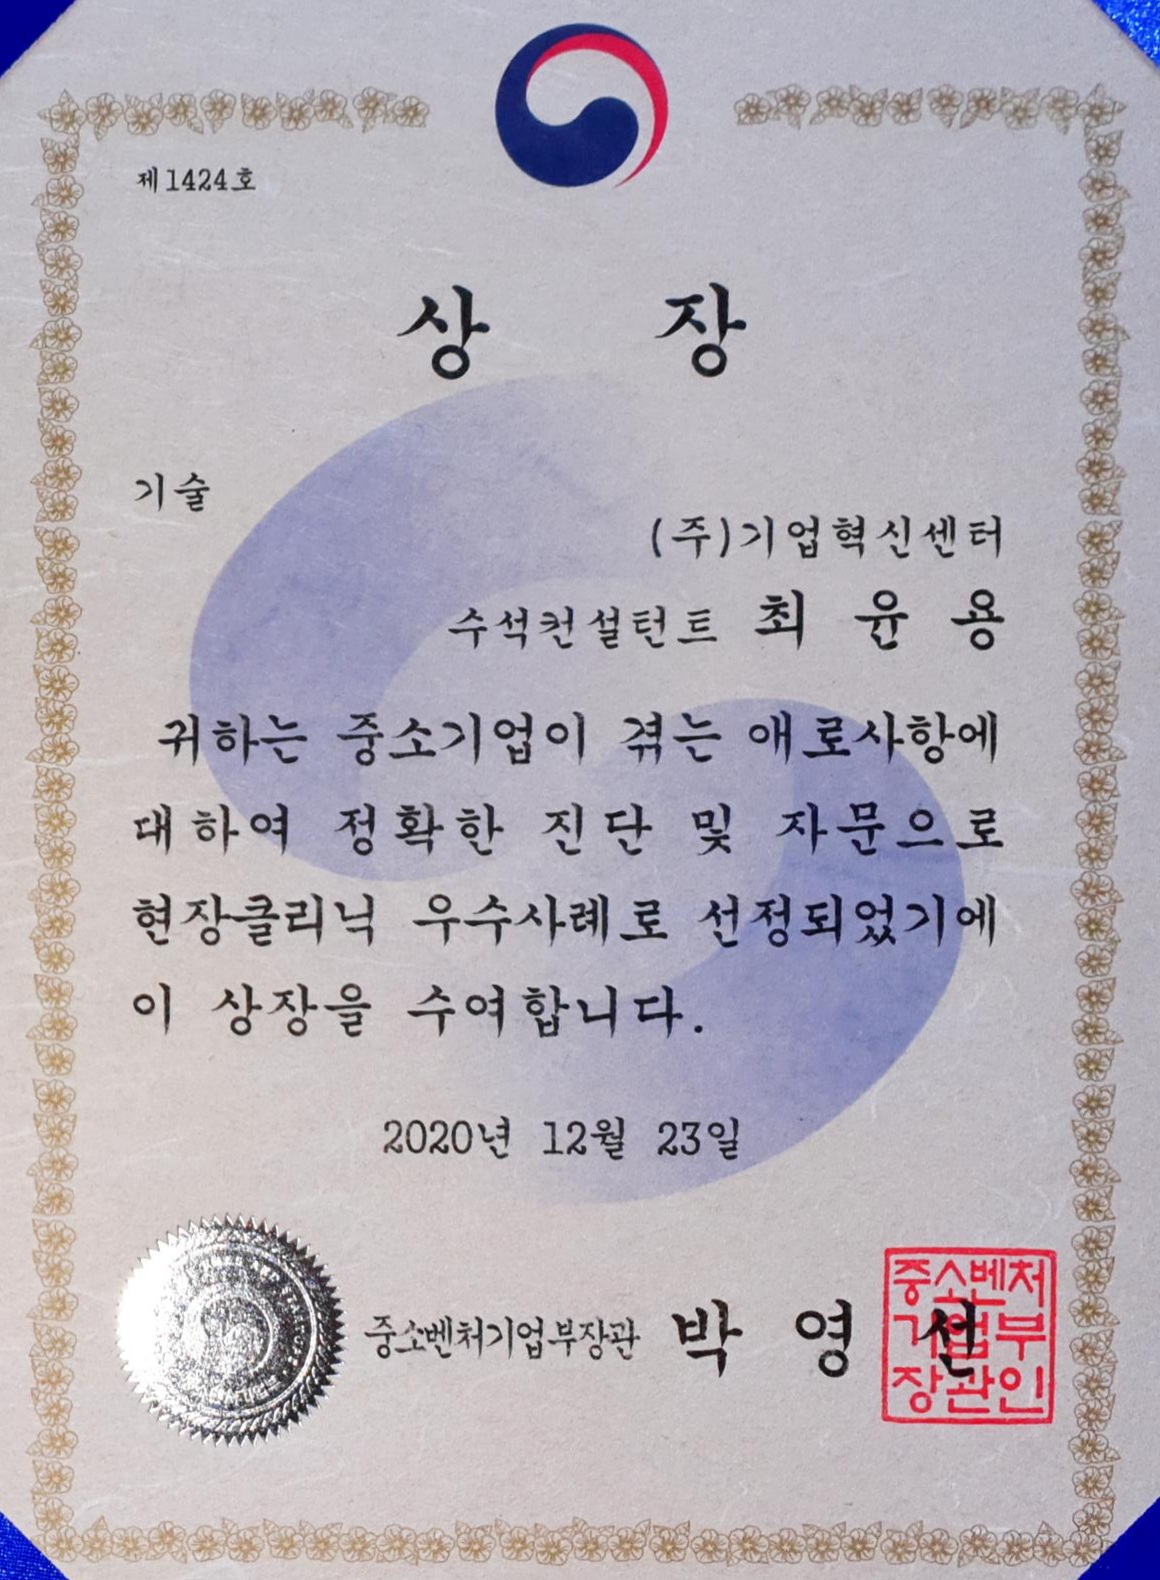 제1424호
상 장
기술
(주)기업혁신센터
수석컨설턴트 최 윤 용
귀하는 중소기업이 겪는 애로사항에
대하여 정확한 진단 및 자문으로
현장클리닉 우수사례로 선정되었기에
이 상장을 수여합니다.
2020년 12월 23일
중소벤처기업부장관 박 영 선
중소벤처
기업부
장관인